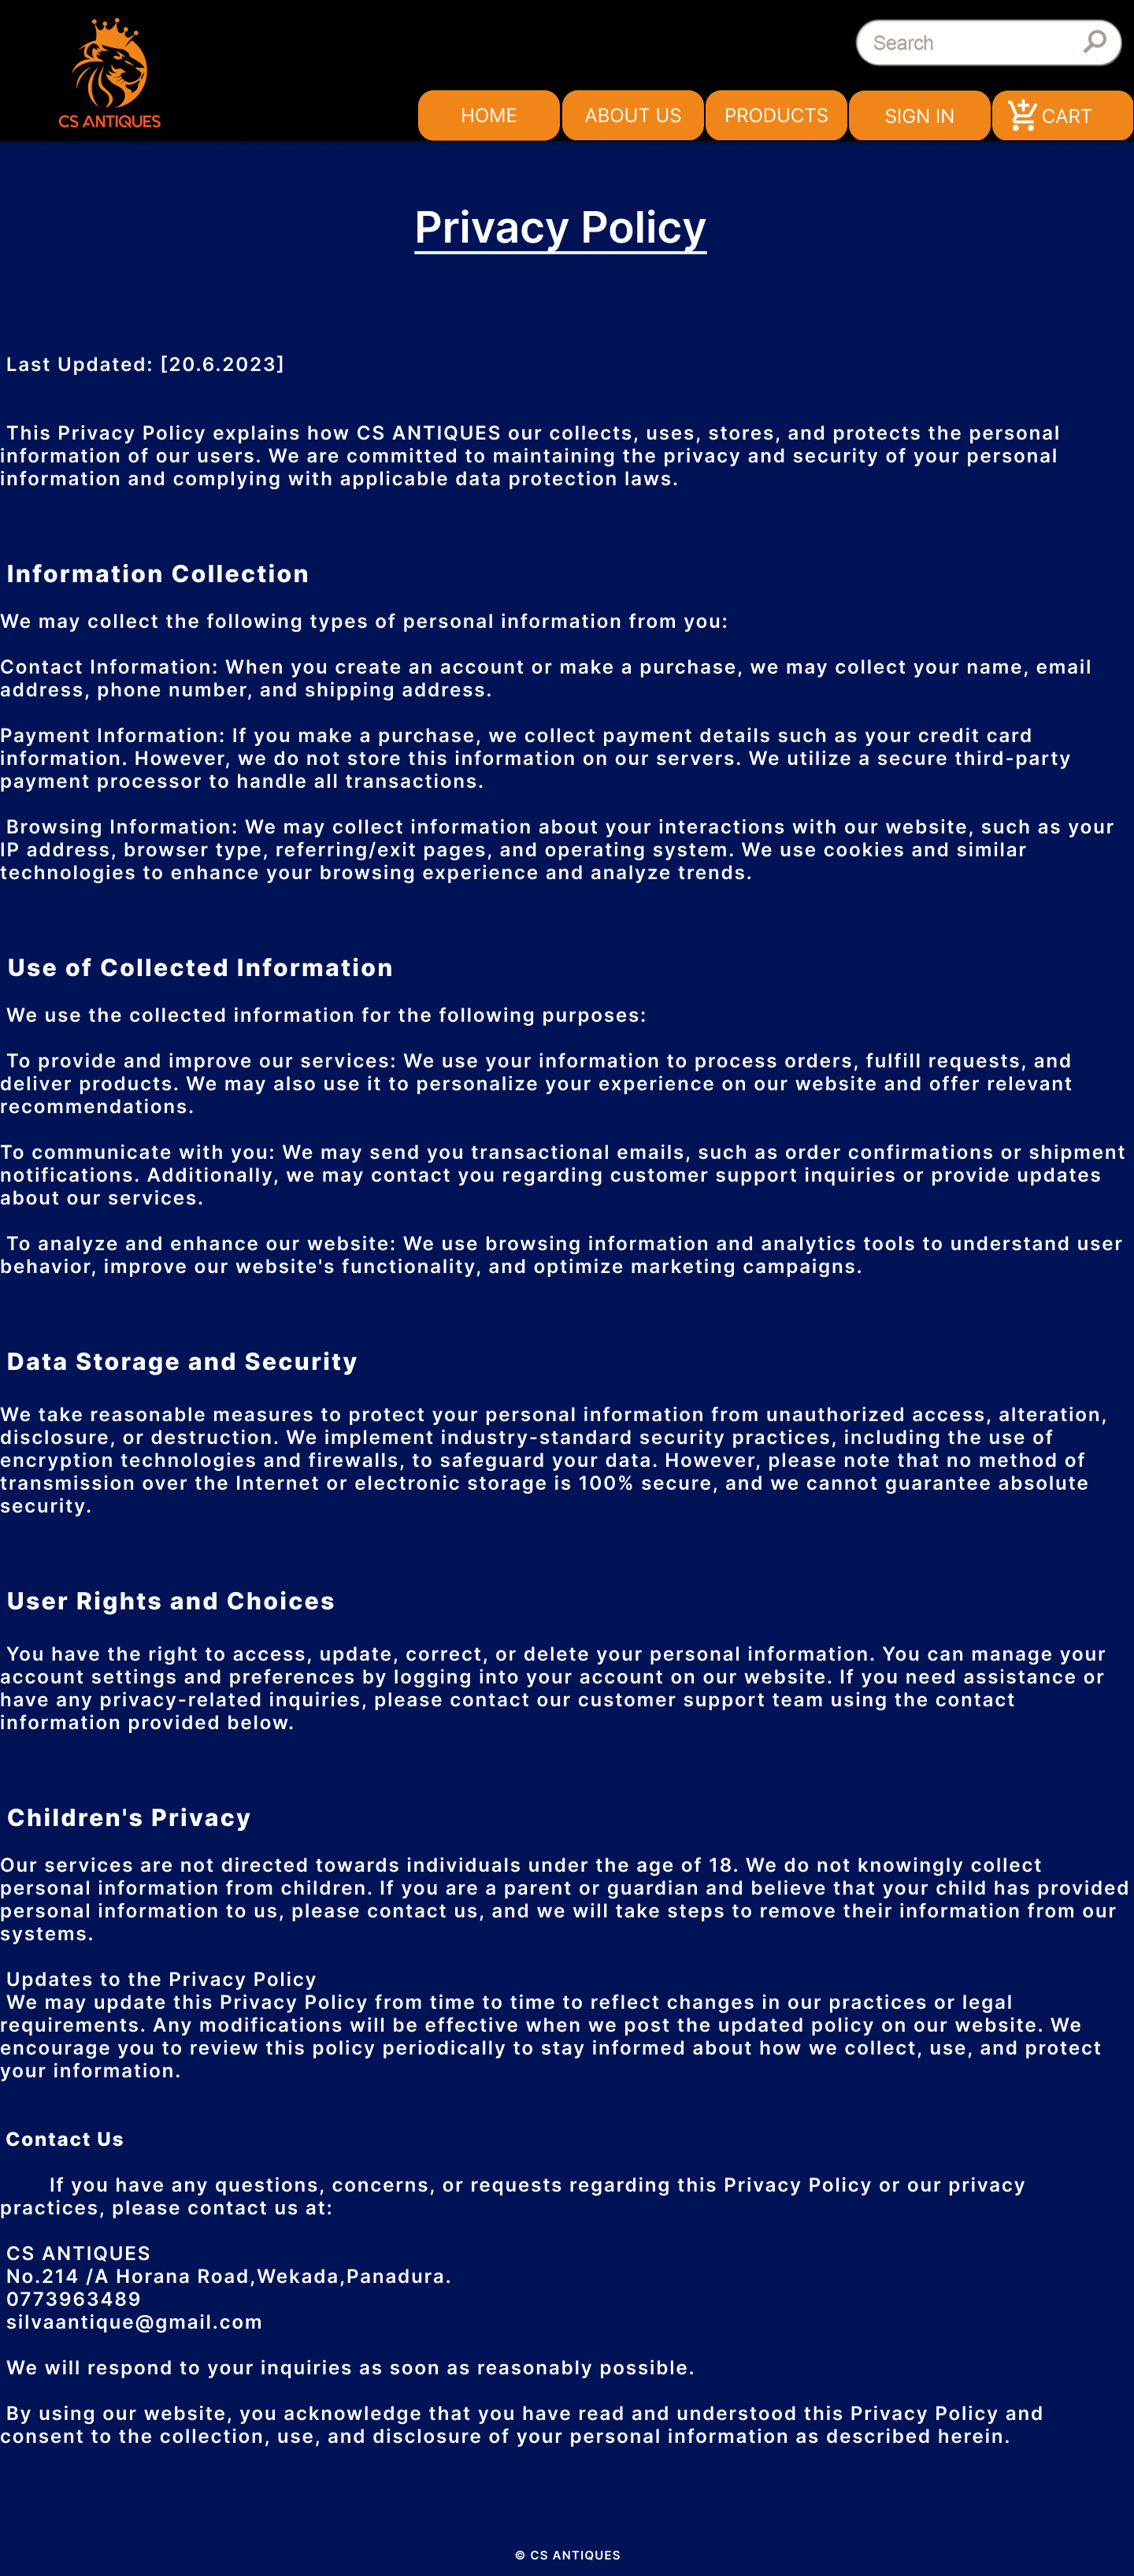 Search
CS ANTIQUES
HOME
ABOUT US
PRODUCTS
SIGN IN
CART
Privacy Policy
Last Updated: [20.6.2023]
This Privacy Policy explains how CS ANTIQUES our collects, uses, stores, and protects the personal
information of our users. We are committed to maintaining the privacy and security of your personal
information and complying with applicable data protection laws.
Information Collection
We may collect the following types of personal information from you:
Contact Information: When you create an account or make a purchase, we may collect your name, email
address, phone number, and shipping address.
Payment Information: If you make a purchase, we collect payment details such as your credit card
information. However, we do not store this information on our servers. We utilize a secure third-party
payment processor to handle all transactions.
Browsing Information: We may collect information about your interactions with our website, such as your
IP address, browser type, referring/exit pages, and operating system. We use cookies and similar
technologies to enhance your browsing experience and analyze trends.
Use of Collected Information
We use the collected information for the following purposes:
To provide and improve our services: We use your information to process orders, fulfill requests, and
deliver products. We may also use it to personalize your experience on our website and offer relevant
recommendations.
To communicate with you: We may send you transactional emails, such as order confirmations or shipment
notifications. Additionally, we may contact you regarding customer support inquiries or provide updates
about our services.
To analyze and enhance our website: We use browsing information and analytics tools to understand user
behavior, improve our website's functionality, and optimize marketing campaigns.
Data Storage and Security
We take reasonable measures to protect your personal information from unauthorized access, alteration,
disclosure, or destruction. We implement industry-standard security practices, including the use of
encryption technologies and firewalls, to safeguard your data. However, please note that no method of
transmission over the Internet or electronic storage is 100% secure, and we cannot guarantee absolute
security.
User Rights and Choices
You have the right to access, update, correct, or delete your personal information. You can manage your
account settings and preferences by logging into your account on our website. If you need assistance or
have any privacy-related inquiries, please contact our customer support team using the contact
information provided below.
Children's Privacy
Our services are not directed towards individuals under the age of 18. We do not knowingly collect
personal information from children. If you are a parent or guardian and believe that your child has provided
personal information to us, please contact us, and we will take steps to remove their information from our
systems.
Updates to the Privacy Policy
We may update this Privacy Policy from time to time to reflect changes in our practices or legal
requirements. Any modifications will be effective when we post the updated policy on our website. We
encourage you to review this policy periodically to stay informed about how we collect, use, and protect
your information.
Contact Us
If you have any questions, concerns, or requests regarding this Privacy Policy or our privacy
practices, please contact us at:
CS ANTIQUES
No.214 /A Horana Road,Wekada,Panadura.
0773963489
silvaantique@gmail.com
We will respond to your inquiries as soon as reasonably possible.
By using our website, you acknowledge that you have read and understood this Privacy Policy and
consent to the collection, use, and disclosure of your personal information as described herein.
© CS ANTIQUES